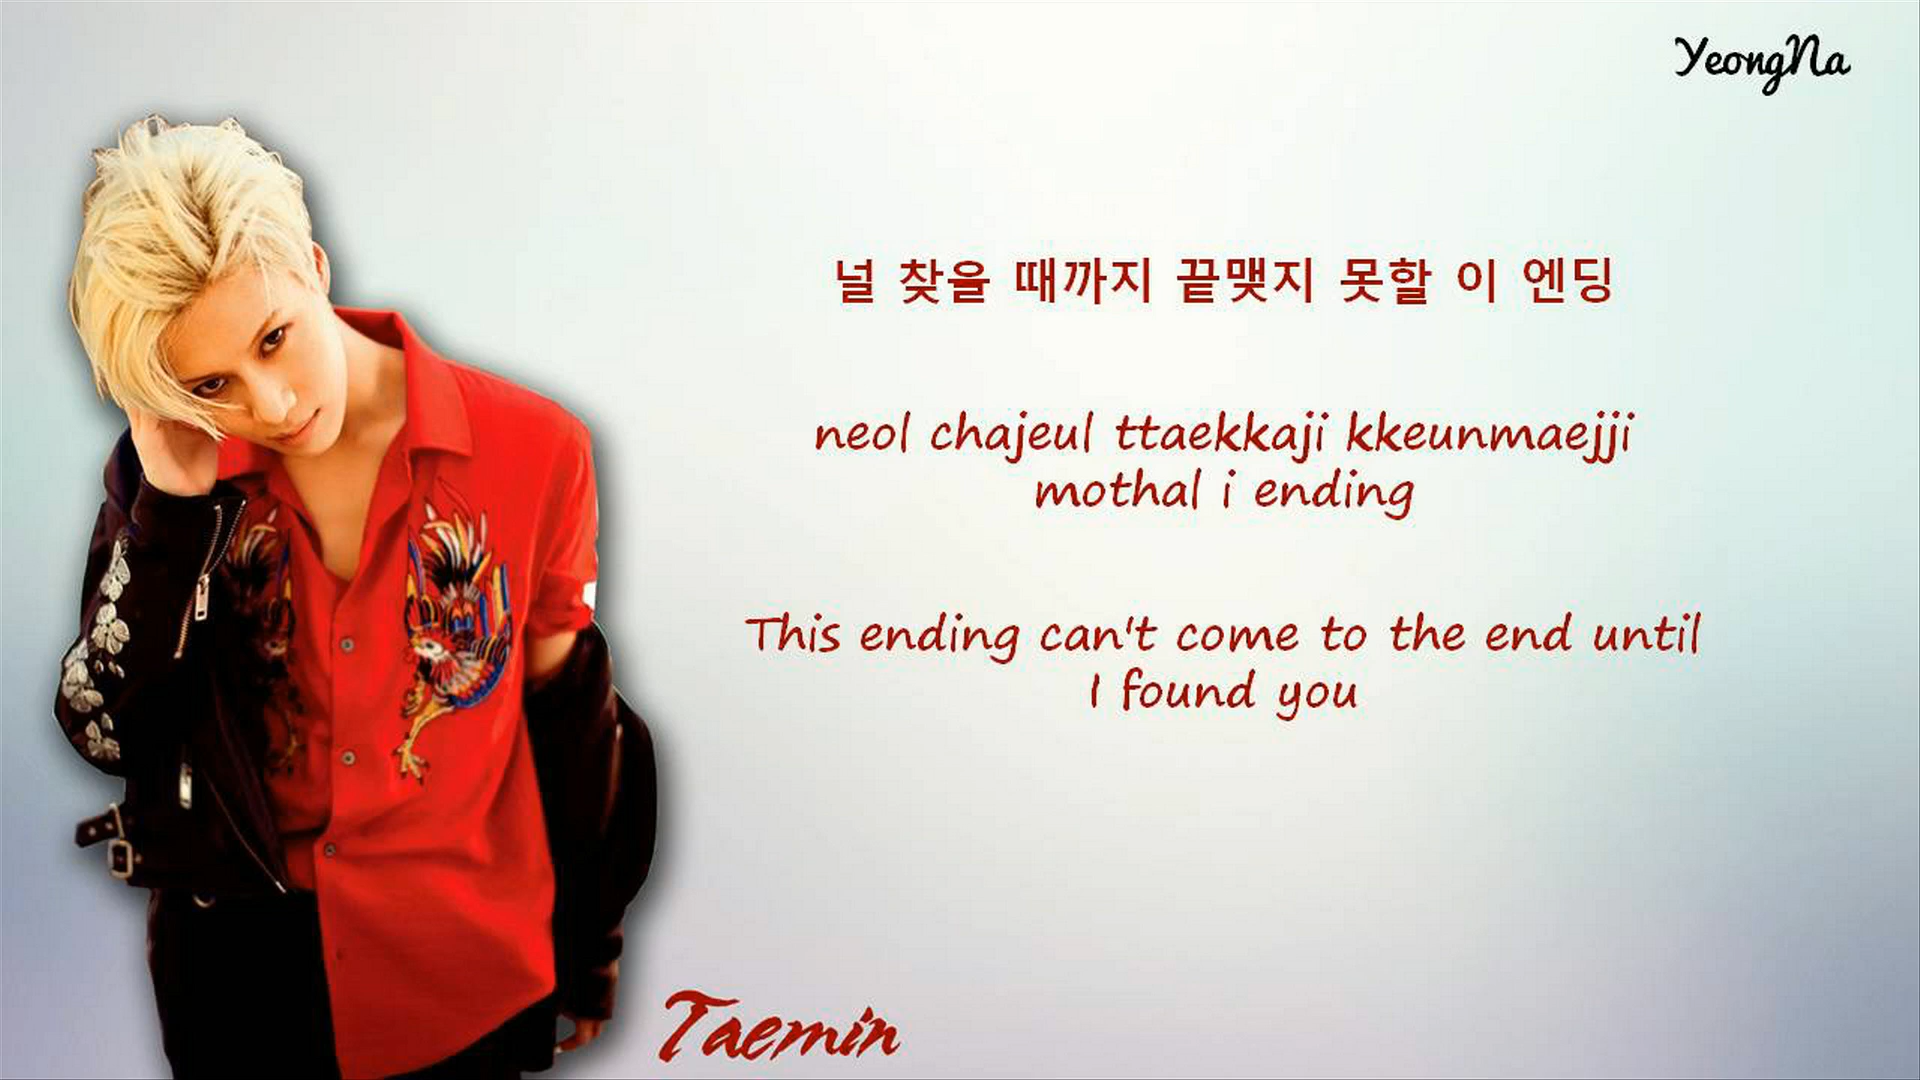 YeongNa
널 찾을 때까지 끝맺지 못할 이 엔딩
neol chajeul ttaekkaji kkeunmaejji
mothal i ending
This ending can't come to the end until
I found you
Taemin